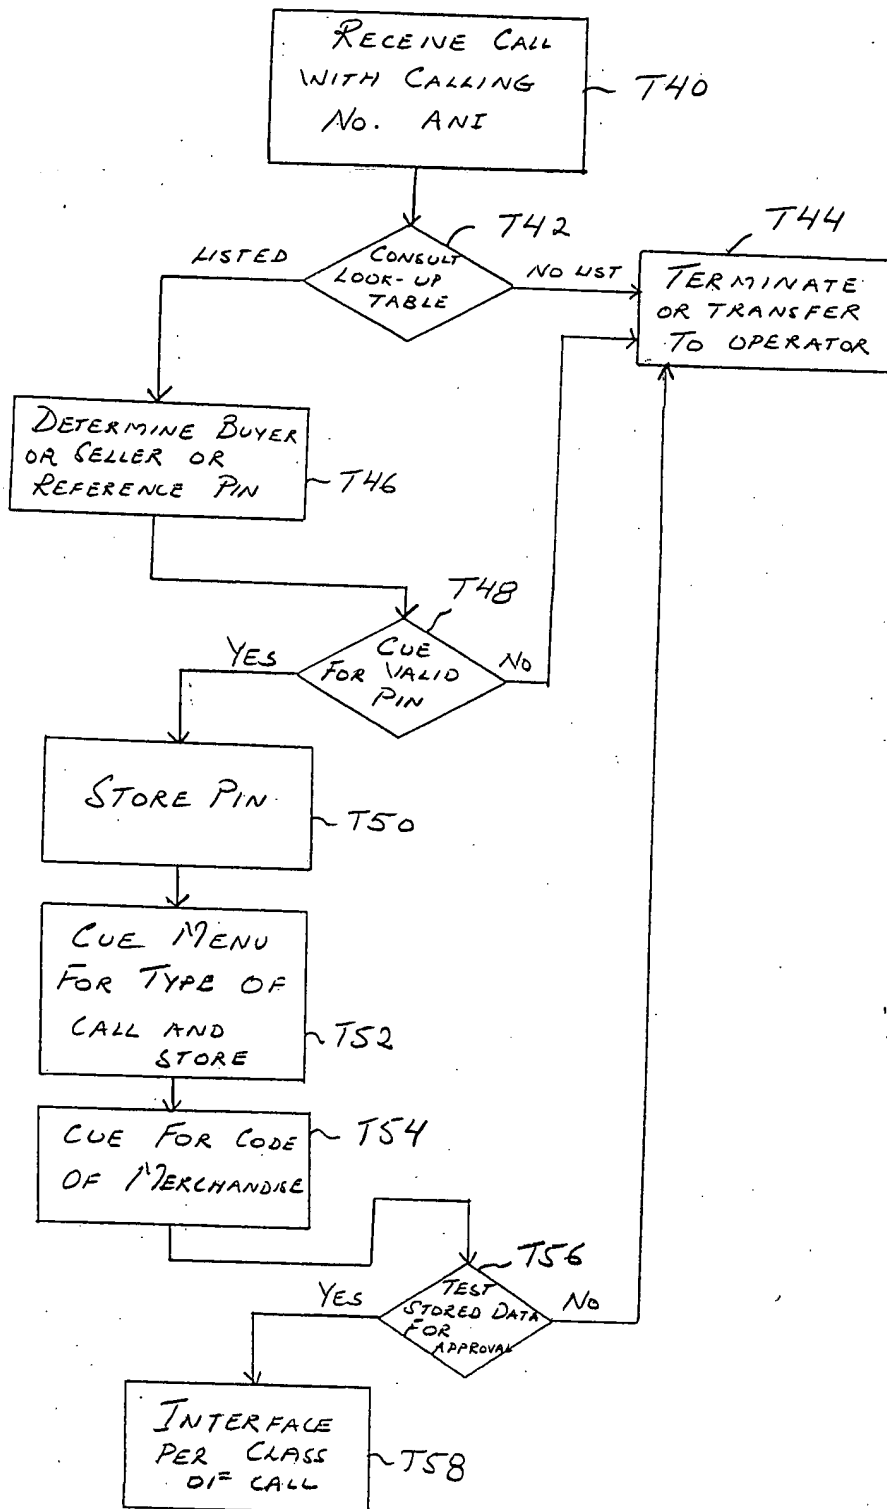 RECEIVE CALL
WITH CALLING
NO. ANI
T40
T42
CONSULT
LOOK-UP
TABLE
LISTED
NO LIST
T44
TERMINATE
OR TRANSFER
TO OPERATOR
DETERMINE BUYER
OR SELLER OR
REFERENCE PIN
T46
T48
CUE
FOR VALID
PIN
YES
NO
STORE PIN
T50
CUE MENU
FOR TYPE OF
CALL AND
STORE
T52
CUE FOR CODE
OF MERCHANDISE
T54
T56
TEST
STORED DATA
FOR
APPROVAL
YES
NO
INTERFACE
PER CLASS
OF CALL
T58